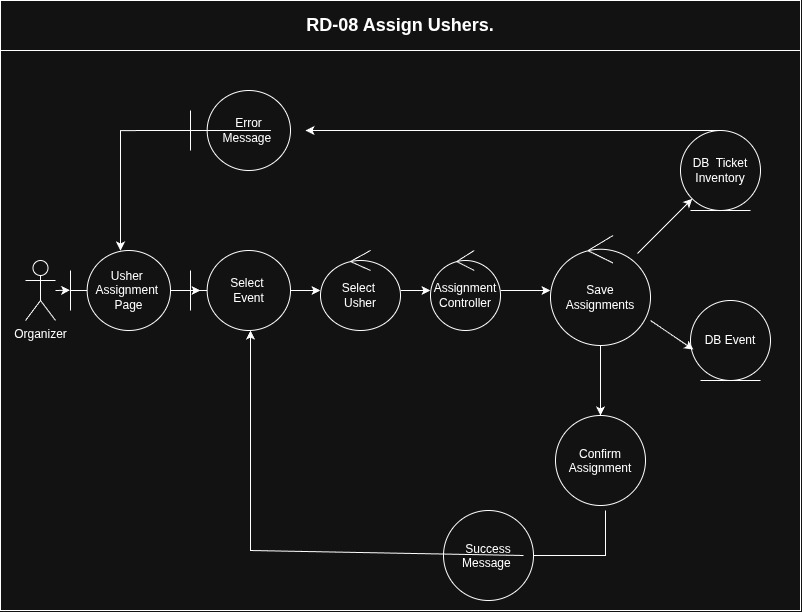 RD-08 Assign Ushers.
Error
Message
DB Ticket
Inventory
Usher
Assignment
Page
Select
Event
Select
Usher
Assignment
Controller
Save
Assignments
Organizer
DB Event
Confirm
Assignment
Success
Message